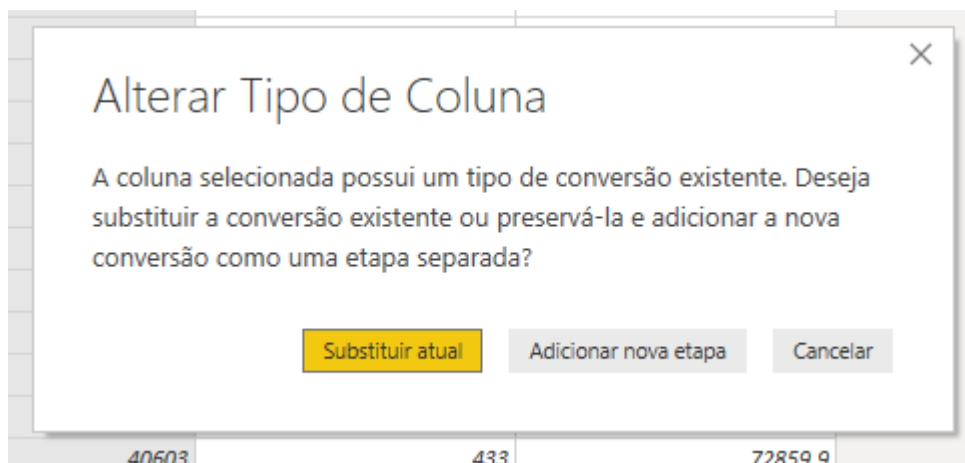 Alterar Tipo de Coluna
A coluna selecionada possui um tipo de conversão existente. Deseja
substituir a conversão existente ou preservá-la e adicionar a nova
conversão como uma etapa separada?
Substituir atual Adicionar nova etapa Cancelar
40603 433 72859,9